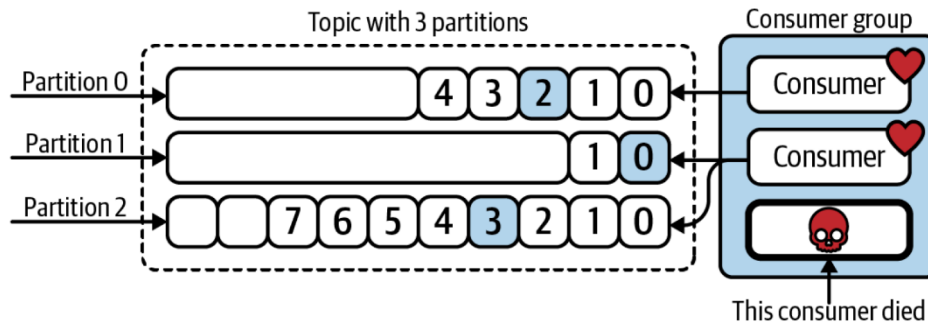 Topic with 3 partitions
Consumer group
Partition 0
4 3 2 1 0
Consumer
Partition 1
1 0
Consumer
Partition 2
7 6 5 4 3 2 1 0
This consumer died